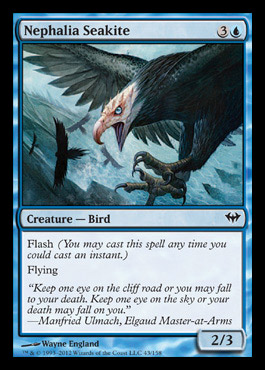 Nephalia Seakite 3
Creature — Bird
Flash (You may cast this spell any time you
could cast an instant.)
Flying
"Keep one eye on the cliff road or you may fall
to your death. Keep one eye on the sky or your
death may fall on you."
—Manfried Ulmach, Elgaud Master-at-Arms
Wayne England
™ & © 1993–2012 Wizards of the Coast LLC 43/158
2/3